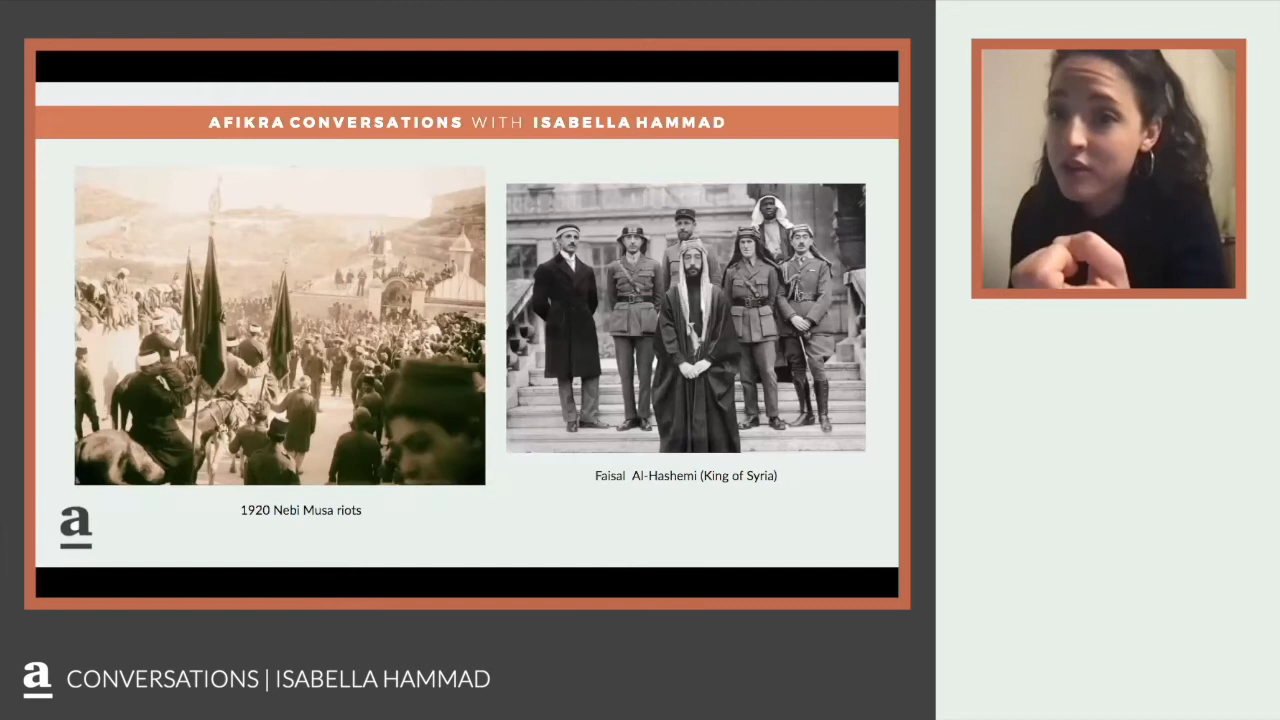 AFIKRA CONVERSATIONS WITH ISABELLA HAMMAD
Faisal Al-Hashemi (King of Syria)
1920 Nebi Musa riots
a
a CONVERSATIONS | ISABELLA HAMMAD